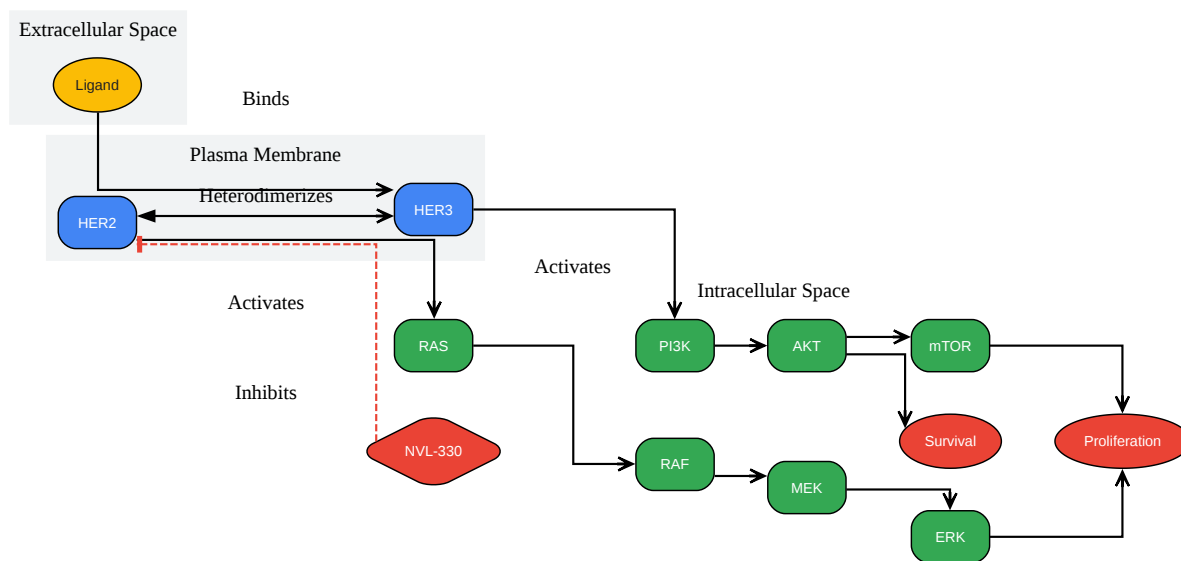 Extracellular Space
Ligand
Binds
Plasma Membrane
Heterodimerizes
HER2
HER3
Activates
Intracellular Space
Activates
RAS
PI3K
AKT
mTOR
Inhibits
NVL-330
Survival
Proliferation
RAF
MEK
ERK